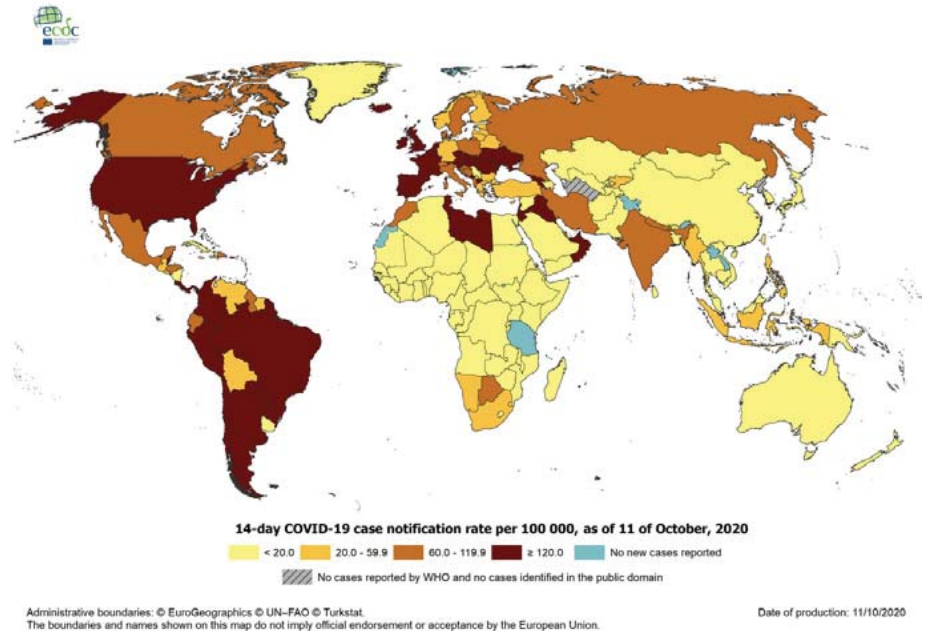 ecdc
14-day COVID-19 case notification rate per 100 000, as of 11 of October, 2020
< 20.0 20.0 - 59.9 60.0 - 119.9 ≥ 120.0 No new cases reported
No cases reported by WHO and no cases identified in the public domain
Administrative boundaries: © EuroGeographics © UN–FAO © Turkstat.
The boundaries and names shown on this map do not imply official endorsement or acceptance by the European Union.
Date of production: 11/10/2020